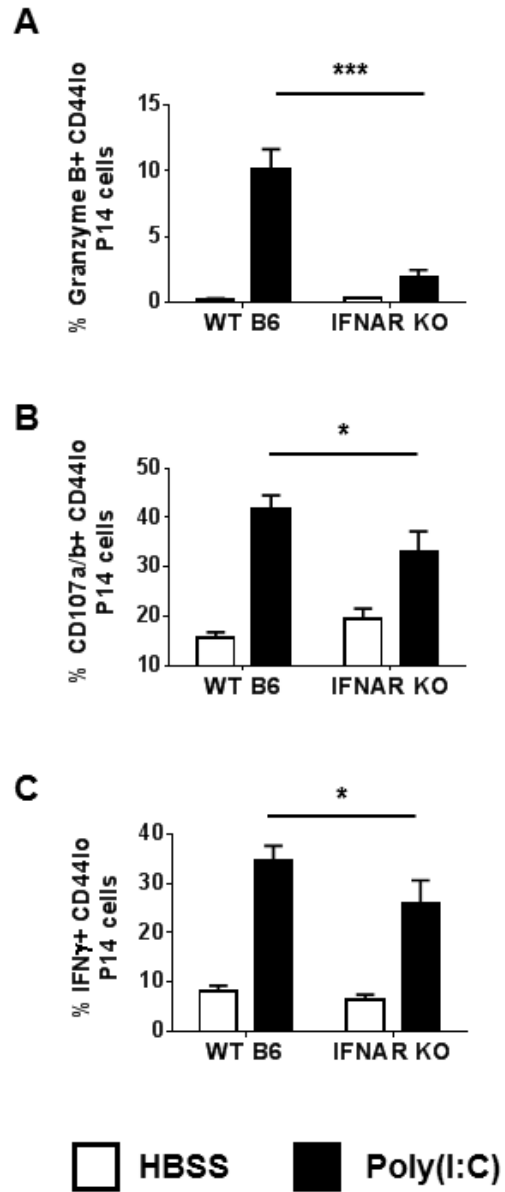 A
***
% Granzyme B+ CD44lo
P14 cells
15
10
5
0
WT B6 IFNAR KO
B
*
% CD107a/b+ CD44lo
P14 cells
50
40
30
20
10
WT B6 IFNAR KO
C
*
% IFNγ+ CD44lo
P14 cells
40
30
20
10
0
WT B6 IFNAR KO
HBSS Poly(I:C)